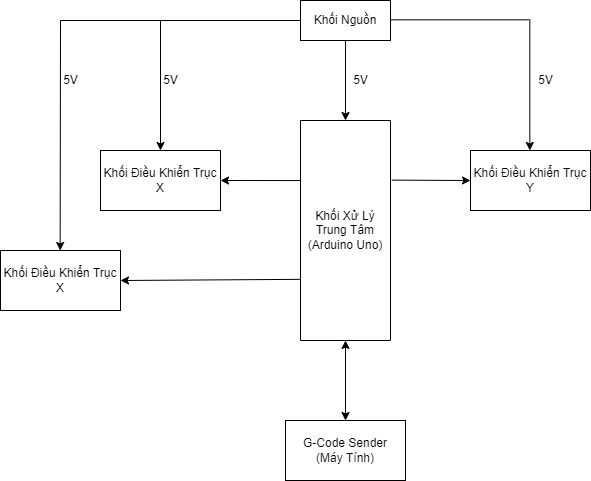 Khối Nguồn
5V
5V
5V
5V
Khối Điều Khiển Trục
X
Khối Điều Khiển Trục
Y
Khối Xử Lý
Trung Tâm
(Arduino Uno)
Khối Điều Khiển Trục
X
G-Code Sender
(Máy Tính)